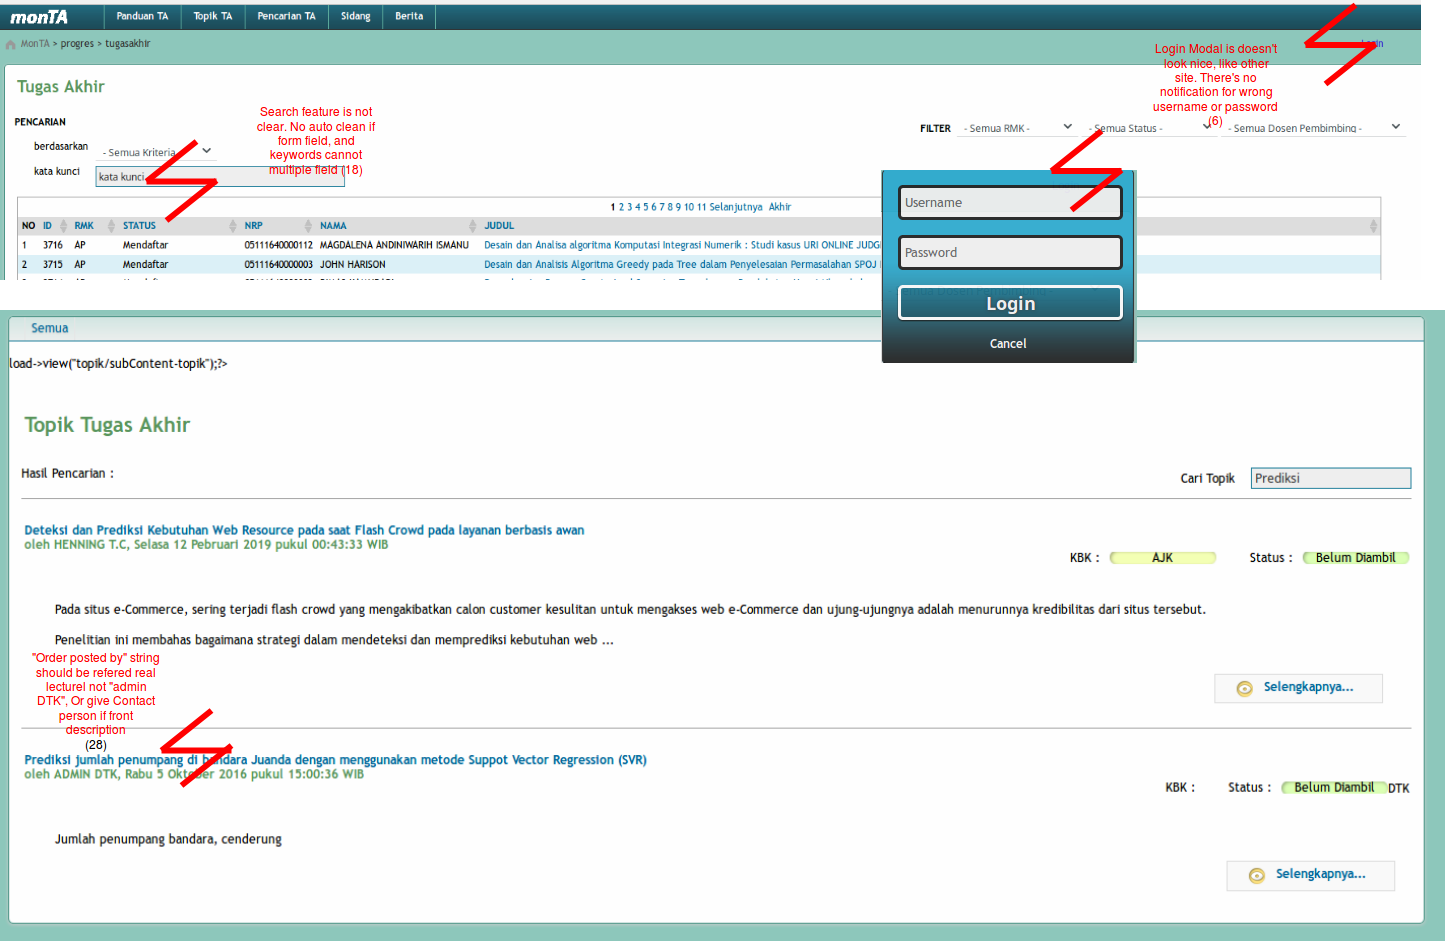 monTA
Panduan TA
Topik TA
Pencarian TA
Sidang
Berita
MonTA > progres > tugasakhir
Login Modal is doesn't
look nice, like other
site. There's no
notification for wrong
username or password
(6)
Tugas Akhir
Search feature is not
clear. No auto clean if
form field, and
keywords cannot
multiple field (18)
PENCARIAN
berdasarkan
- Semua Kriteria
kata kunci
kata kunci
FILTER
- Semua RMK -
- Semua Status -
- Semua Dosen Pembimbing -
1 2 3 4 5 6 7 8 9 10 11 Selanjutnya Akhir
NO ID RMK STATUS NRP NAMA JUDUL
1 3716 AP Mendaftar 05111640000112 MAGDALENA ANDINIWARIH ISMANU Desain dan Analisa algoritma Komputasi Integrasi Numerik : Studi kasus URI ONLINE JUDG
2 3715 AP Mendaftar 05111640000003 JOHN HARISON Desain dan Analisis Algoritma Greedy pada Tree dalam Penyelesaian Permasalahan SPOJ
Username
Password
Login
Cancel
Semua
load->view("topik/subContent-topik");?>
Topik Tugas Akhir
Hasil Pencarian :
Cari Topik
Prediksi
Deteksi dan Prediksi Kebutuhan Web Resource pada saat Flash Crowd pada layanan berbasis awan
oleh HENNING T.C, Selasa 12 Pebruari 2019 pukul 00:43:33 WIB
KBK : AJK Status : Belum Diambil
Pada situs e-Commerce, sering terjadi flash crowd yang mengakibatkan calon customer kesulitan untuk mengakses web e-Commerce dan ujung-ujungnya adalah menurunnya kredibilitas dari situs tersebut.
Penelitian ini membahas bagaimana strategi dalam mendeteksi dan memprediksi kebutuhan web ...
"Order posted by" string
should be refered real
lecturel not "admin
DTK", Or give Contact
person if front
description
(28)
Selengkapnya...
Prediksi jumlah penumpang di bandara Juanda dengan menggunakan metode Suppot Vector Regression (SVR)
oleh ADMIN DTK, Rabu 5 Oktober 2016 pukul 15:00:36 WIB
KBK : Status : Belum Diambil DTK
Jumlah penumpang bandara, cenderung
Selengkapnya...